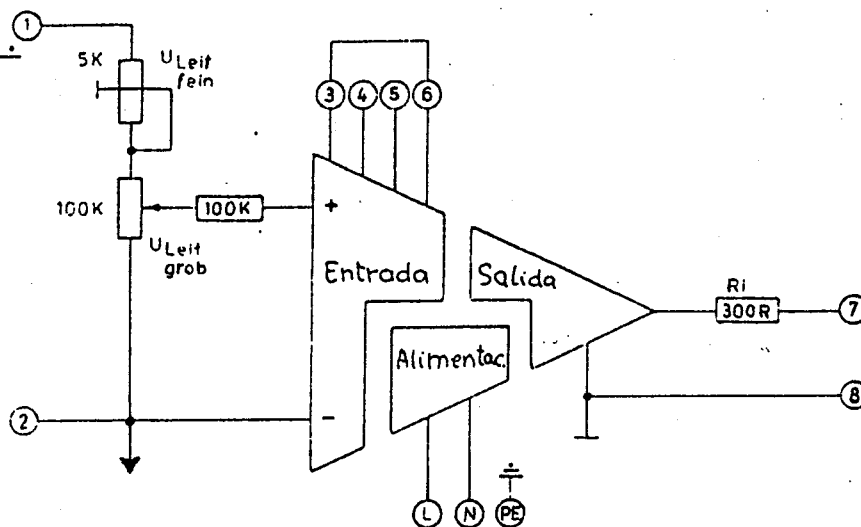 1
5K
U Leit
fein
3 4 5 6
100K
100K
U Leit
grob
+
Entrada
Salida
Ri
300R
7
Alimentac.
8
2
-
L N PE